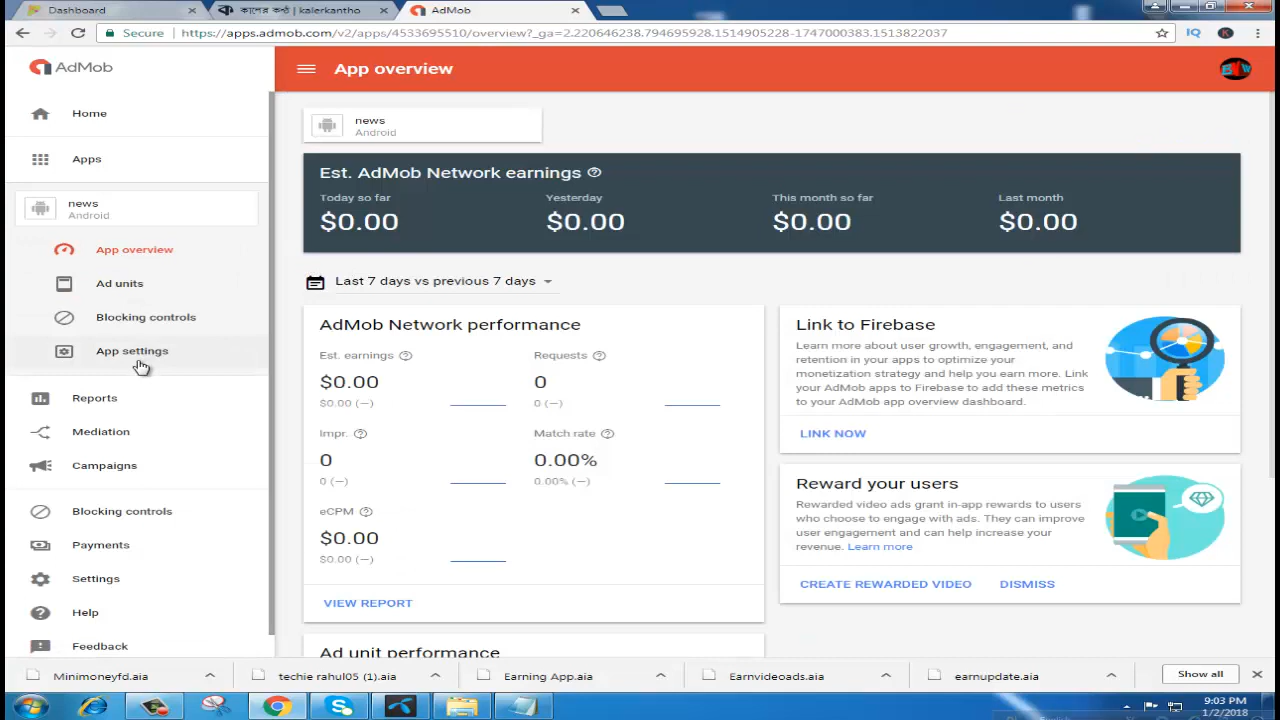 Dashboard
কালের কণ্ঠ | kalerkantho
AdMob
Secure
https://apps.admob.com/v2/apps/4533695510/overview?_ga=2.220646238.794695928.1514905228-1747000383.1513822037
IQ
K
AdMob
App overview
Home
Apps
news
Android
App overview
Ad units
Blocking controls
App settings
Reports
Mediation
Campaigns
Blocking controls
Payments
Settings
Help
Feedback
news
Android
Est. AdMob Network earnings
Today so far
Yesterday
This month so far
Last month
$0.00
$0.00
$0.00
$0.00
Last 7 days vs previous 7 days
AdMob Network performance
Est. earnings
Requests
$0.00
0
$0.00 (—)
0 (—)
Impr.
Match rate
0
0.00%
0 (—)
0.00% (—)
eCPM
$0.00
$0.00 (—)
VIEW REPORT
Ad unit performance
Link to Firebase
Learn more about user growth, engagement, and
retention in your apps to optimize your
monetization strategy and help you earn more. Link
your AdMob apps to Firebase to add these metrics
to your AdMob app overview dashboard.
LINK NOW
Reward your users
Rewarded video ads grant in-app rewards to
users who choose to engage with ads. They can improve
user engagement and can help increase your
revenue. Learn more
CREATE REWARDED VIDEO
DISMISS
Minimoneyfd.aia
techie rahul05 (1).aia
Earning App.aia
Earnvideoads.aia
earnupdate.aia
Show all
9:03 PM
1/2/2018